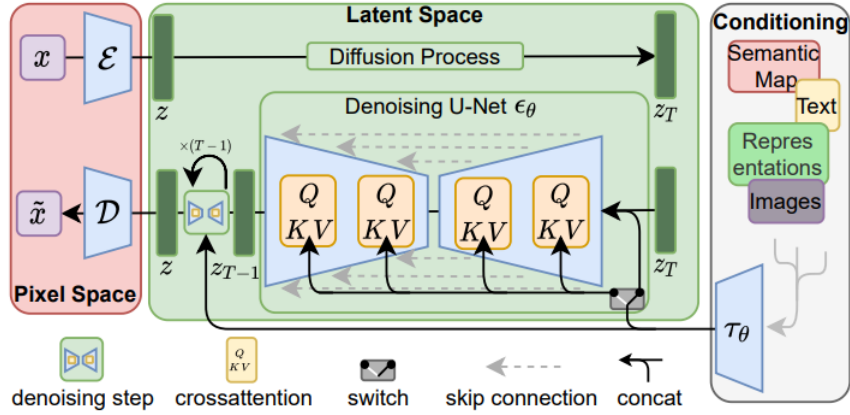 Latent Space
Conditioning
x
ℰ
Diffusion Process
z
z_T
Semantic
Map
Text
Repres
entations
Images
Denoising U-Net ϵ_θ
×(T−1)
x̃
𝒟
z
z_{T−1}
Q
KV
Q
KV
Q
KV
Q
KV
z_T
τ_θ
Pixel Space
denoising step
Q
KV
crossattention
switch
skip connection
concat